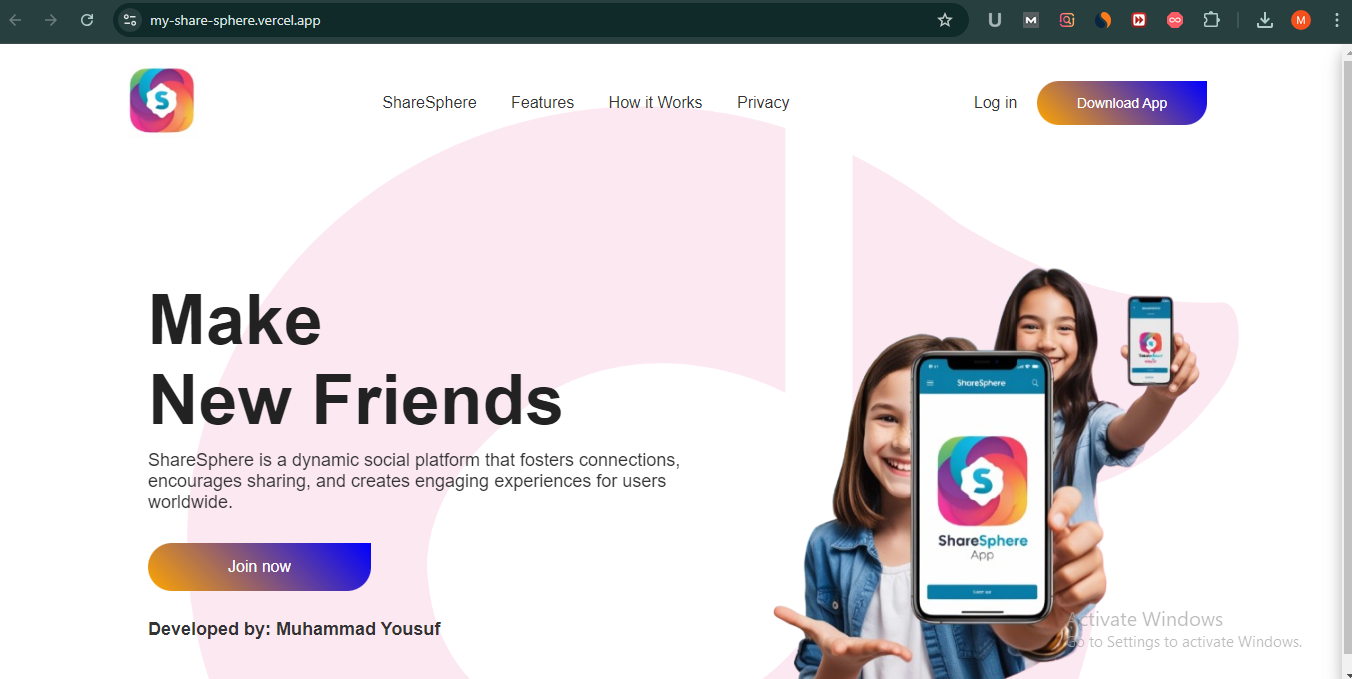 my-share-sphere.vercel.app
M
S
ShareSphere
Features
How it Works
Privacy
Log in
Download App
Make
New Friends
ShareSphere is a dynamic social platform that fosters connections,
encourages sharing, and creates engaging experiences for users
worldwide.
Join now
Developed by: Muhammad Yousuf
ShareSphere
S
ShareSphere
App
Activate Windows
Go to Settings to activate Windows.